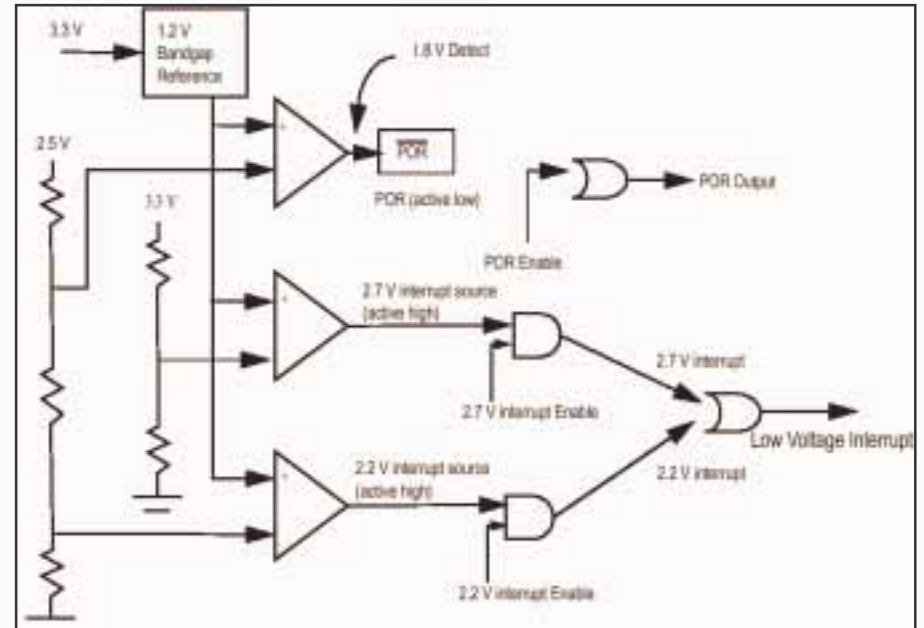 3.3 V
1.2 V
Bandgap
Reference
1.8 V Detect
2.5 V
POR
POR (active low)
POR Output
3.3 V
POR Enable
2.7 V interrupt source
(active high)
2.7 V interrupt
2.7 V interrupt Enable
Low Voltage Interrupt
2.2 V interrupt source
(active high)
2.2 V interrupt
2.2 V interrupt Enable
+
+
+